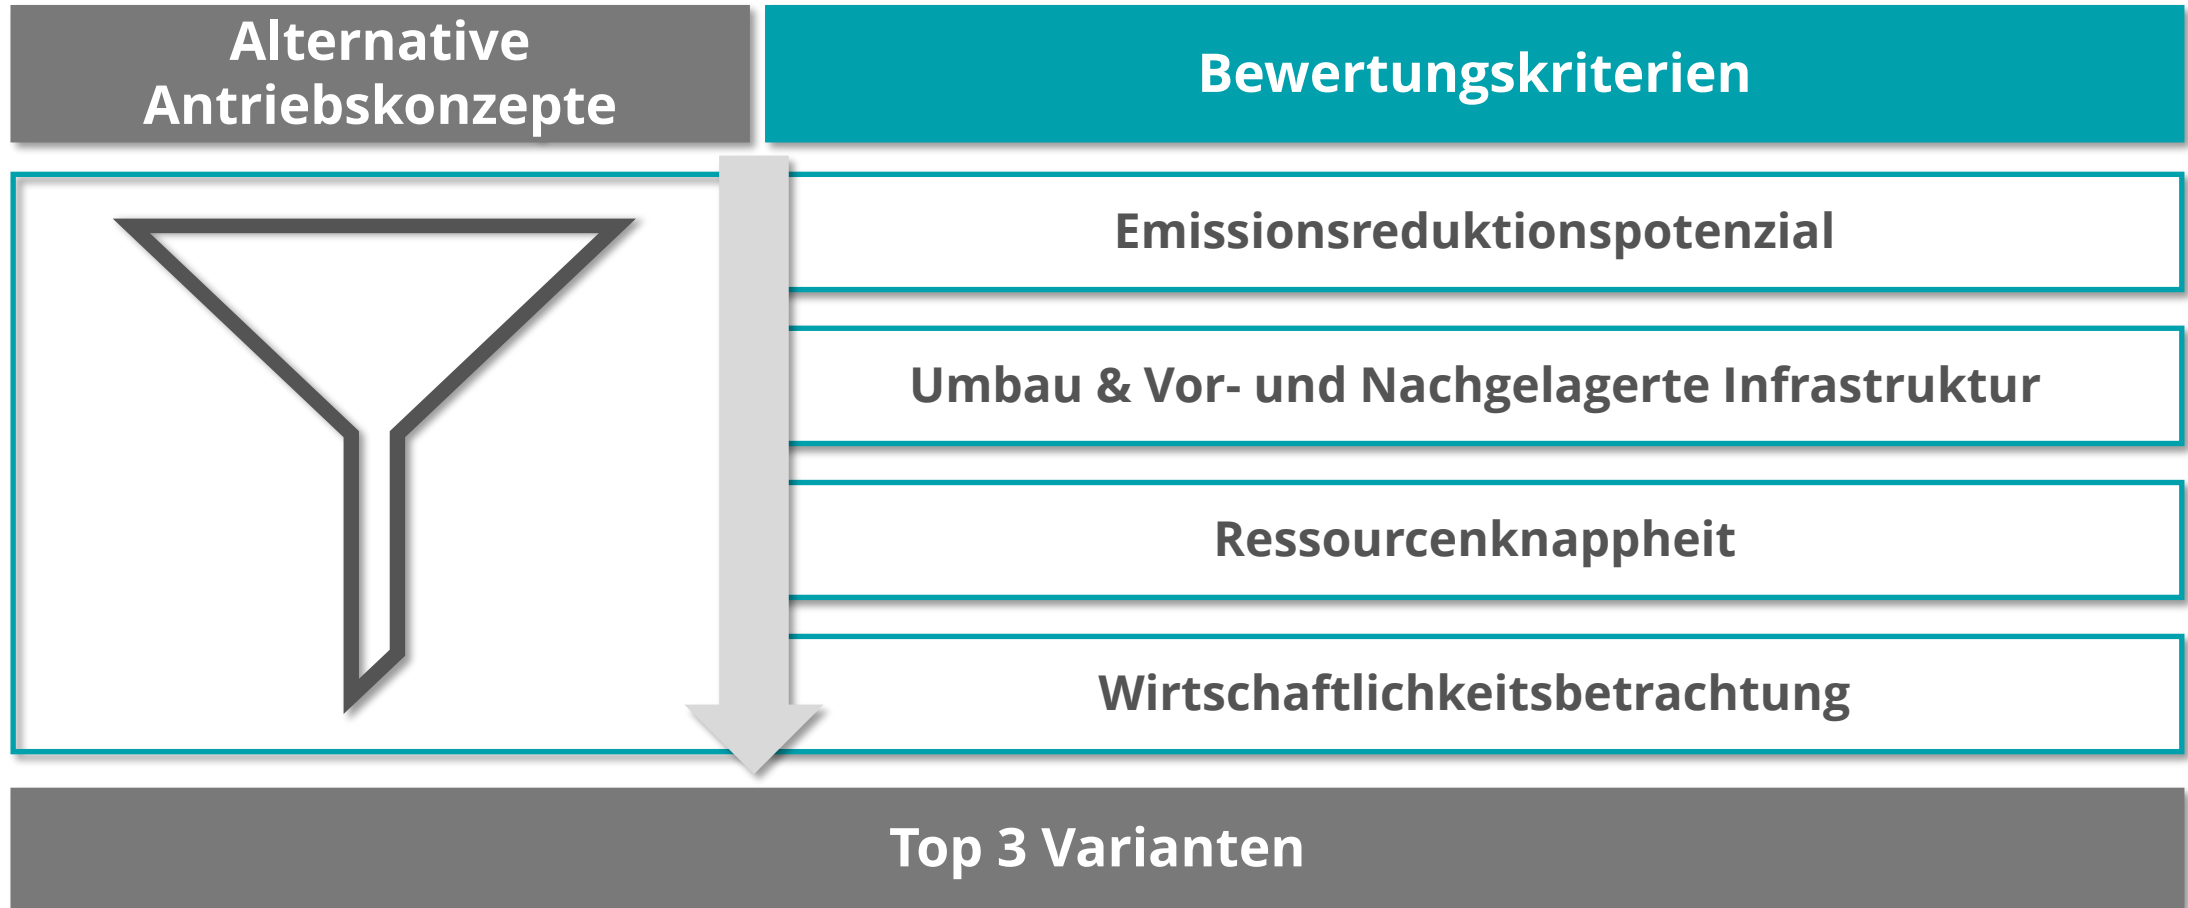 Alternative
Antriebskonzepte
Bewertungskriterien
Emissionsreduktionspotenzial
Umbau & Vor- und Nachgelagerte Infrastruktur
Ressourcenknappheit
Wirtschaftlichkeitsbetrachtung
Top 3 Varianten